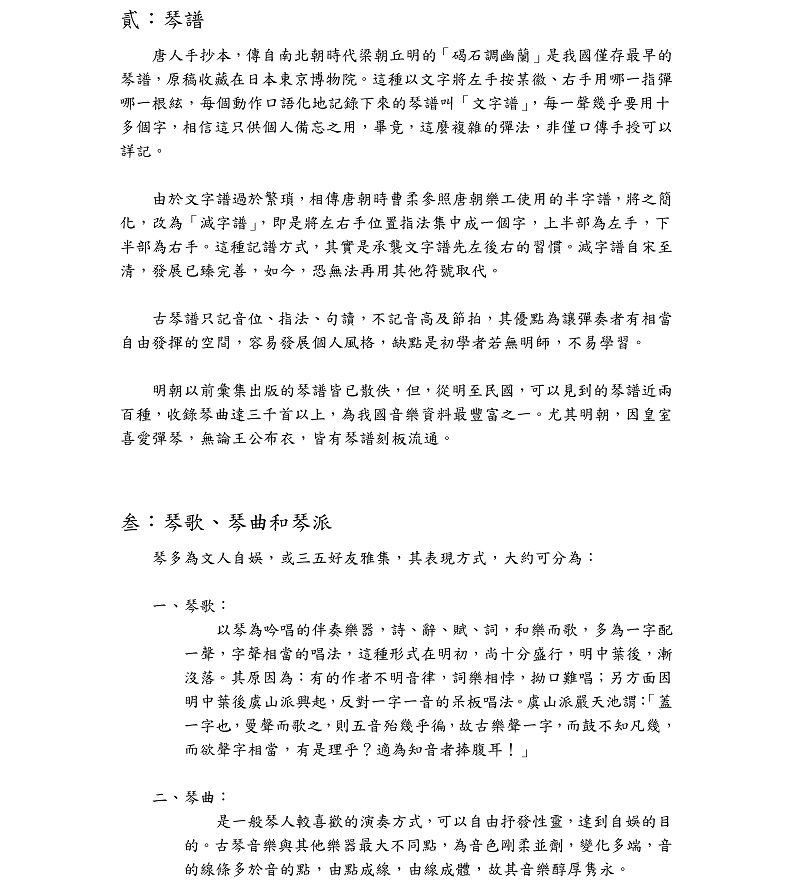 貳：琴譜
唐人手抄本，傳自南北朝時代梁朝丘明的「碣石調幽蘭」是我國僅存最早的
琴譜，原稿收藏在日本東京博物院。這種以文字將左手按某徽、右手用哪一指彈
哪一根絃，每個動作口語化地記錄下來的琴譜叫「文字譜」，每一聲幾乎要用十
多個字，相信這只供個人備忘之用，畢竟，這麼複雜的彈法，非僅口傳手授可以
詳記。
由於文字譜過於繁瑣，相傳唐朝時曹柔參照唐朝樂工使用的半字譜，將之簡
化，改為「減字譜」，即是將左右手位置指法集中成一個字，上半部為左手，下
半部為右手。這種記譜方式，其實是承襲文字譜先左後右的習慣。減字譜自宋至
清，發展已臻完善，如今，恐無法再用其他符號取代。
古琴譜只記音位、指法、句讀，不記音高及節拍，其優點為讓彈奏者有相當
自由發揮的空間，容易發展個人風格，缺點是初學者若無明師，不易學習。
明朝以前彙集出版的琴譜皆已散佚，但，從明至民國，可以見到的琴譜近兩
百種，收錄琴曲達三千首以上，為我國音樂資料最豐富之一。尤其明朝，因皇室
喜愛彈琴，無論王公布衣，皆有琴譜刻板流通。
叁：琴歌、琴曲和琴派
琴多為文人自娛，或三五好友雅集，其表現方式，大約可分為：
一、琴歌：
以琴為吟唱的伴奏樂器，詩、辭、賦、詞，和樂而歌，多為一字配
一聲，字聲相當的唱法，這種形式在明初，尚十分盛行，明中葉後，漸
沒落。其原因為：有的作者不明音律，詞樂相悖，拗口難唱；另方面因
明中葉後虞山派興起，反對一字一音的呆板唱法。虞山派嚴天池謂：「蓋
一字也，曼聲而歌之，則五音殆幾乎徧，故古樂聲一字，而鼓不知凡幾，
而欲聲字相當，有是理乎？適為知音者捧腹耳！」
二、琴曲：
是一般琴人較喜歡的演奏方式，可以自由抒發性靈，達到自娛的目
的。古琴音樂與其他樂器最大不同點，為音色剛柔並劑，變化多端，音
的線條多於音的點，由點成線，由線成體，故其音樂醇厚雋永。